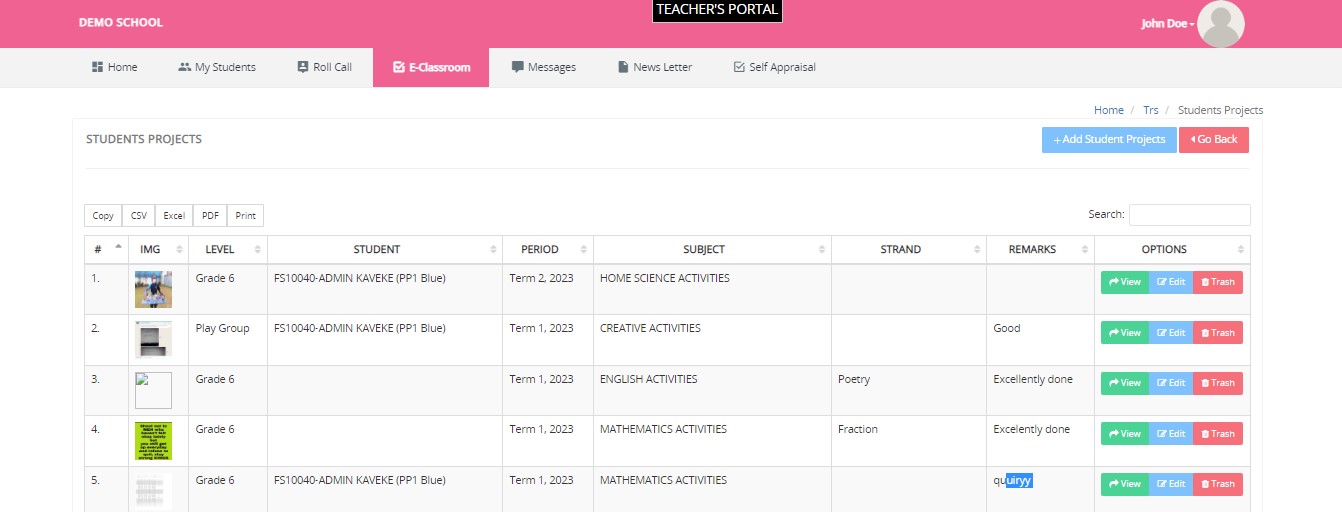 TEACHER'S PORTAL
DEMO SCHOOL
John Doe
Home My Students Roll Call E-Classroom Messages News Letter Self Appraisal
Home / Trs / Students Projects
STUDENTS PROJECTS
+ Add Student Projects Go Back
Copy CSV Excel PDF Print
Search:
# IMG LEVEL STUDENT PERIOD SUBJECT STRAND REMARKS OPTIONS
1. Grade 6 FS10040-ADMIN KAVEKE (PP1 Blue) Term 2, 2023 HOME SCIENCE ACTIVITIES View Edit Trash
2. Play Group FS10040-ADMIN KAVEKE (PP1 Blue) Term 1, 2023 CREATIVE ACTIVITIES Good View Edit Trash
3. Grade 6 Term 1, 2023 ENGLISH ACTIVITIES Poetry Excellently done View Edit Trash
4. Grade 6 Term 1, 2023 MATHEMATICS ACTIVITIES Fraction Excelently done View Edit Trash
5. Grade 6 FS10040-ADMIN KAVEKE (PP1 Blue) Term 1, 2023 MATHEMATICS ACTIVITIES quuiryy View Edit Trash